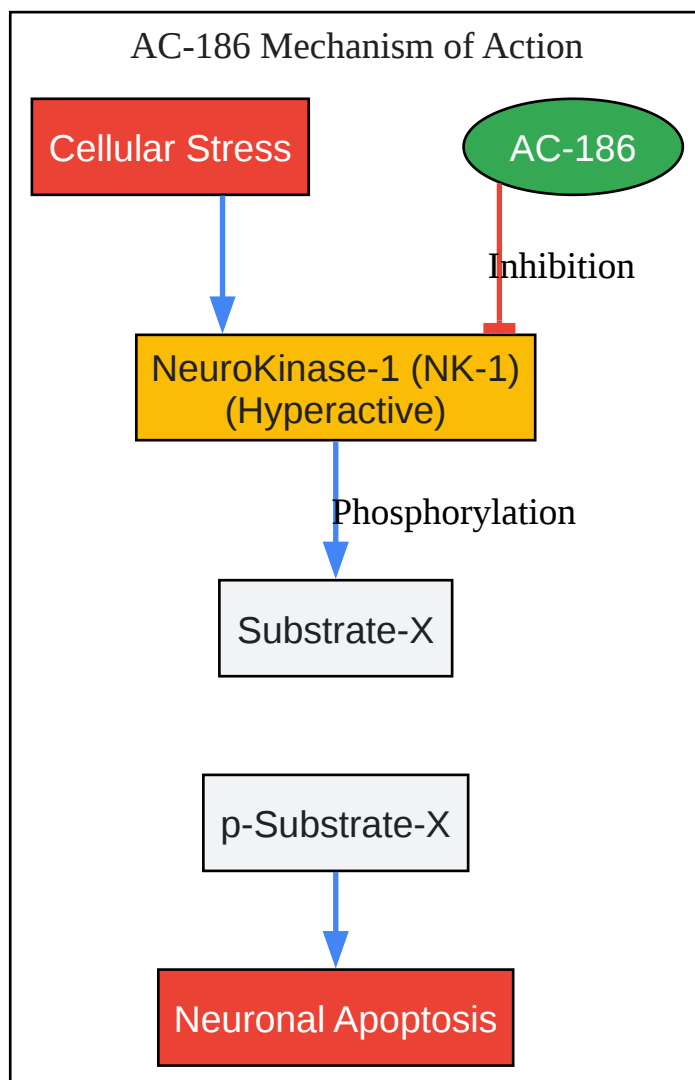 AC-186 Mechanism of Action
Cellular Stress
AC-186
Inhibition
NeuroKinase-1 (NK-1)
(Hyperactive)
Phosphorylation
Substrate-X
p-Substrate-X
Neuronal Apoptosis